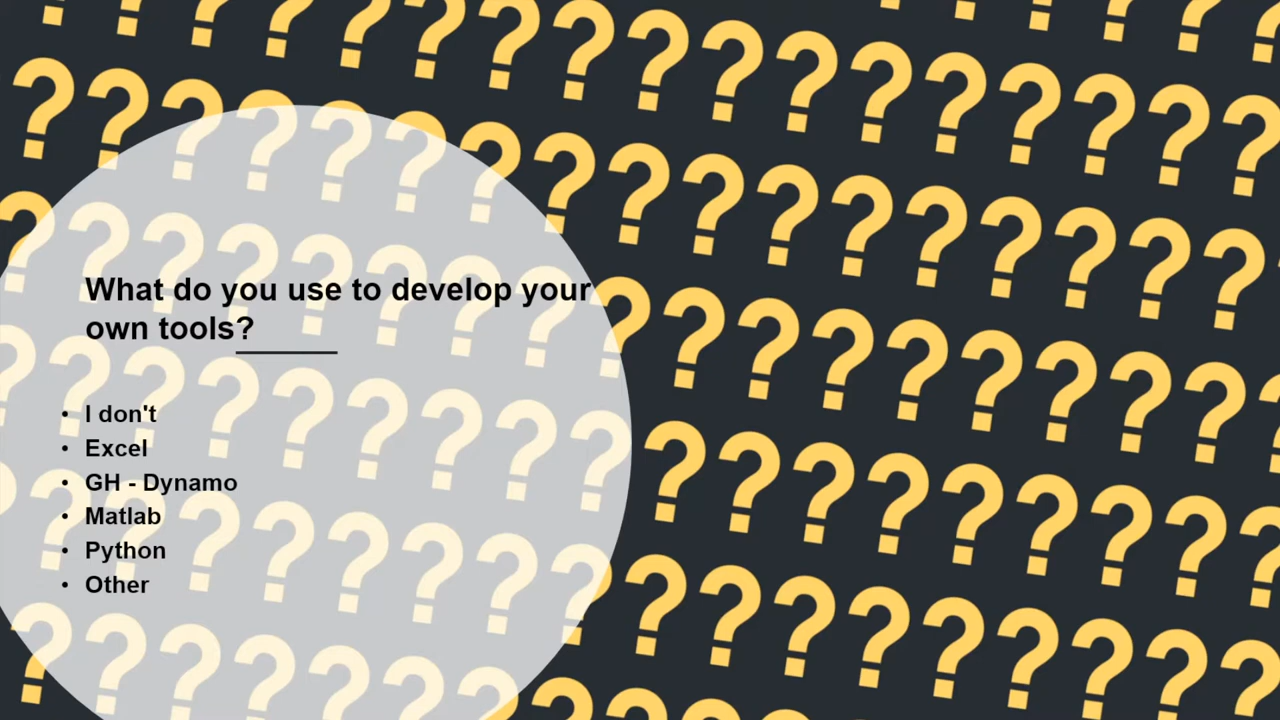 What do you use to develop your
own tools?
• I don't
• Excel
• GH - Dynamo
• Matlab
• Python
• Other